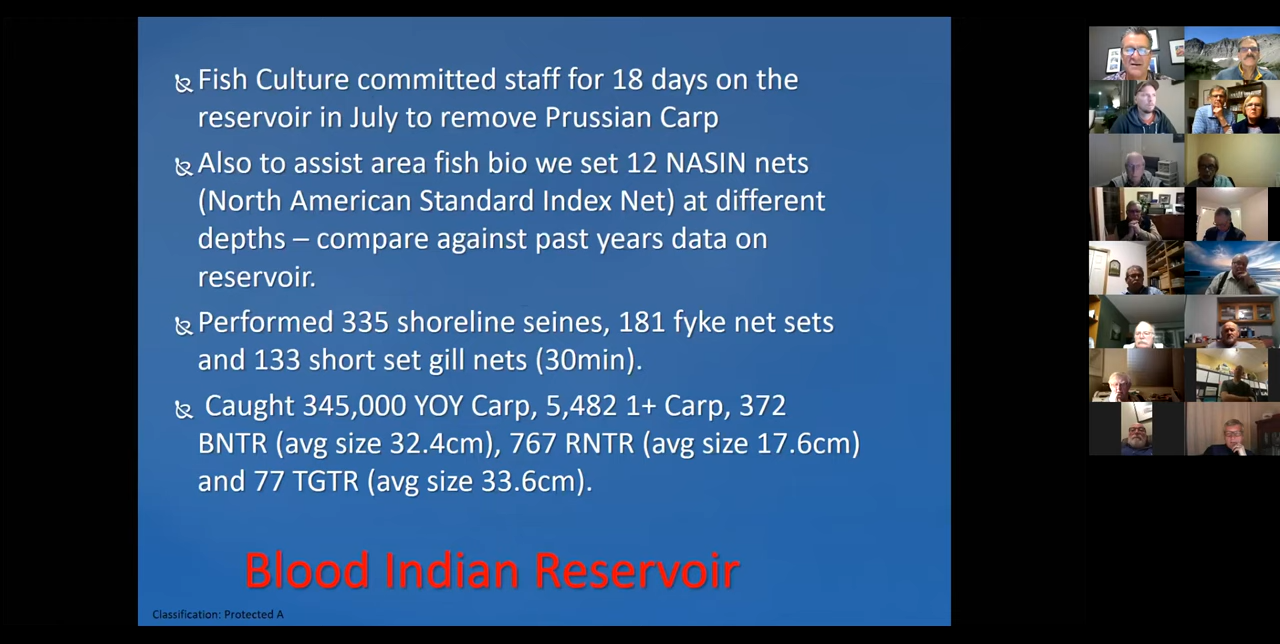 Fish Culture committed staff for 18 days on the
reservoir in July to remove Prussian Carp
Also to assist area fish bio we set 12 NASIN nets
(North American Standard Index Net) at different
depths – compare against past years data on
reservoir.
Performed 335 shoreline seines, 181 fyke net sets
and 133 short set gill nets (30min).
Caught 345,000 YOY Carp, 5,482 1+ Carp, 372
BNTR (avg size 32.4cm), 767 RNTR (avg size 17.6cm)
and 77 TGTR (avg size 33.6cm).
Blood Indian Reservoir
Classification: Protected A